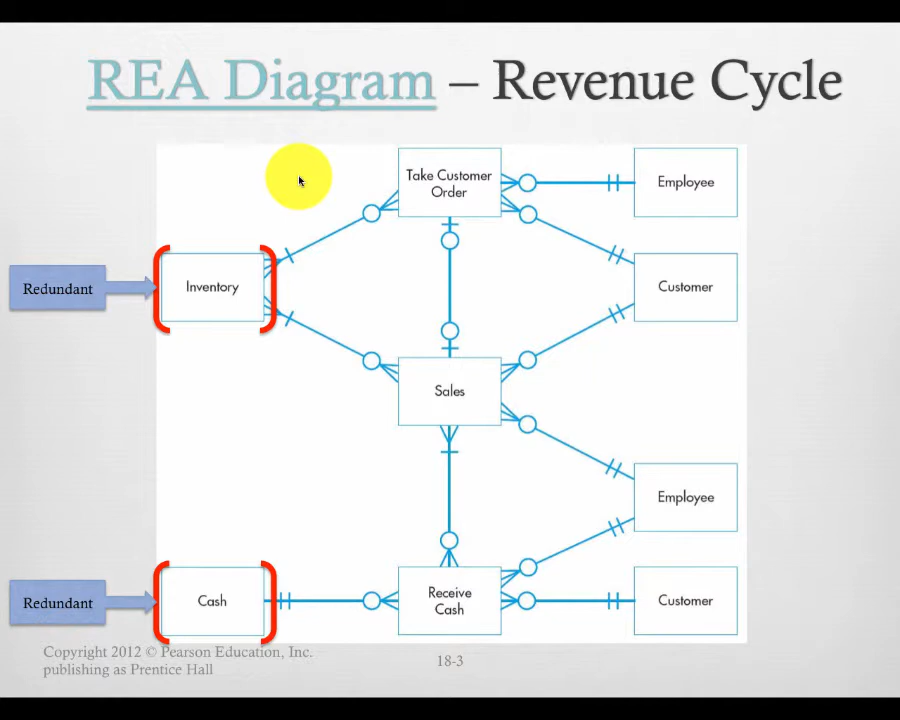 REA Diagram – Revenue Cycle
Take Customer
Order
Employee
Redundant
Inventory
Customer
Sales
Employee
Redundant
Cash
Receive
Cash
Customer
Copyright 2012 © Pearson Education, Inc.
publishing as Prentice Hall
18-3